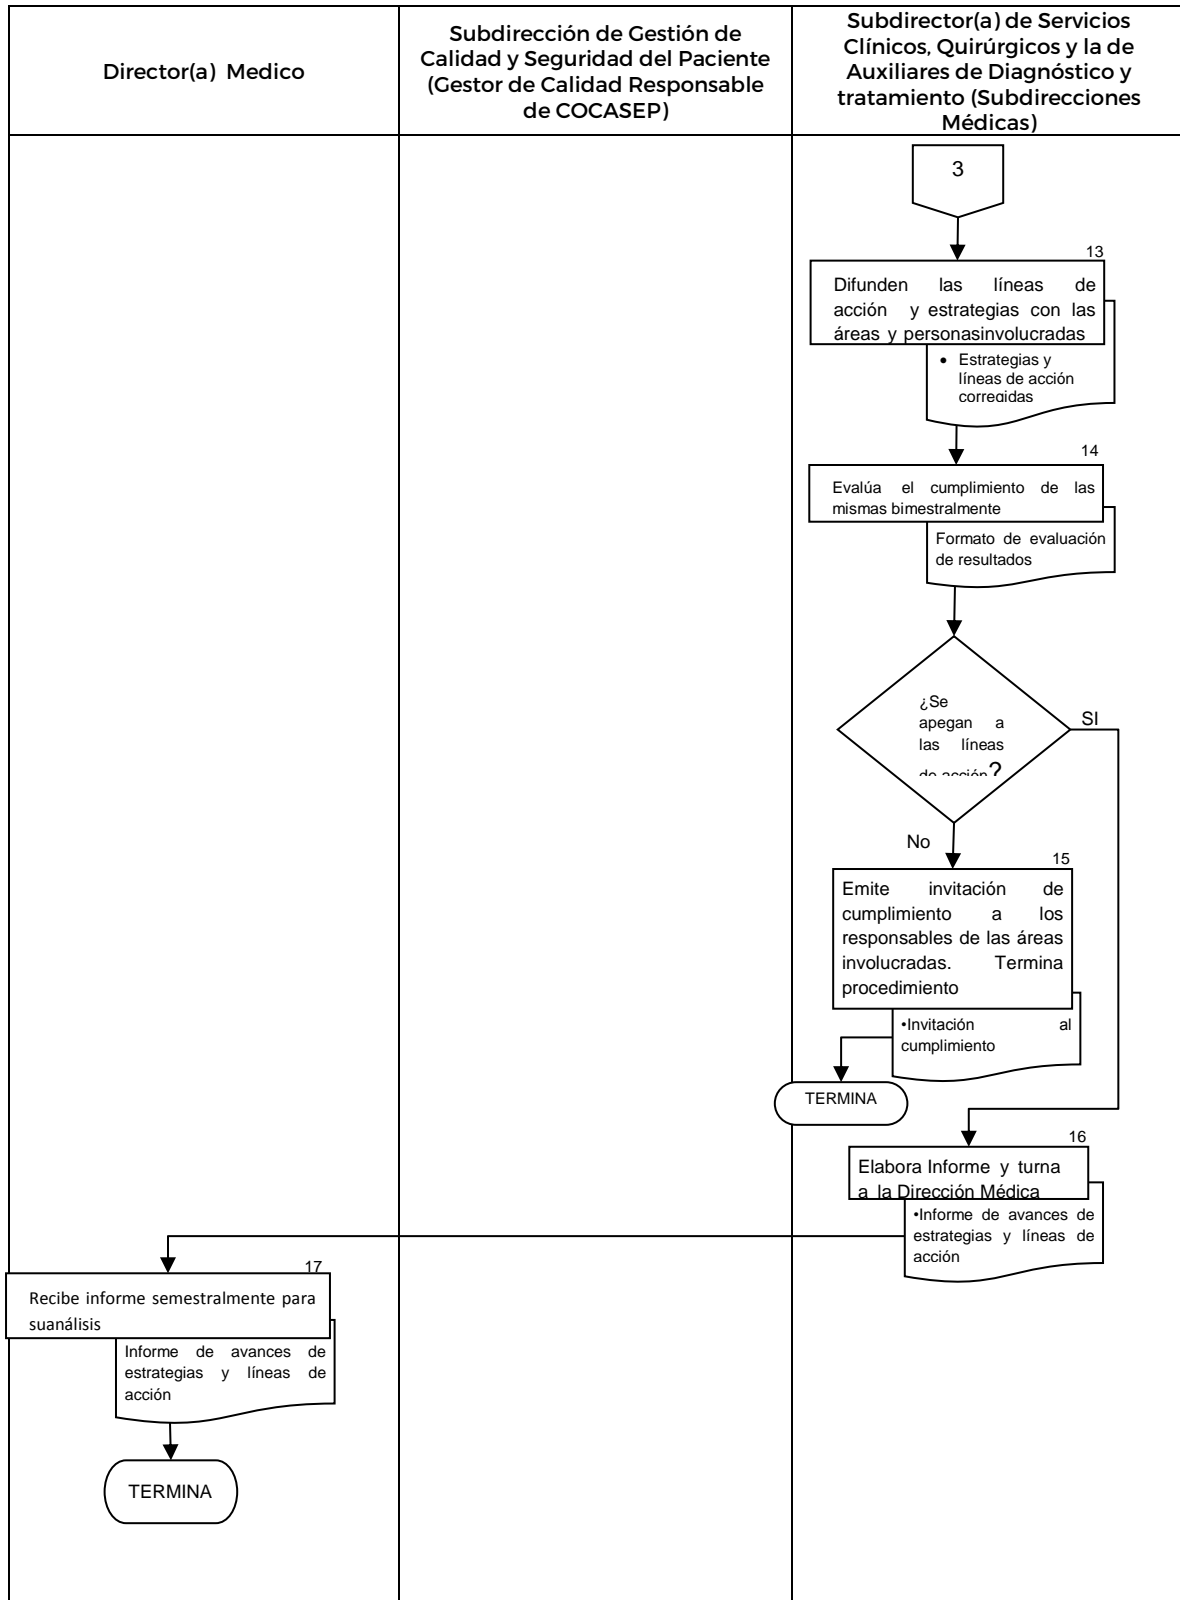 Director(a) Medico
Subdirección de Gestión de
Calidad y Seguridad del Paciente
(Gestor de Calidad Responsable
de COCASEP)
Subdirector(a) de Servicios
Clínicos, Quirúrgicos y la de
Auxiliares de Diagnóstico y
tratamiento (Subdirecciones
Médicas)
3
13
Difunden las líneas de
acción y estrategias con las
áreas y personasinvolucradas
• Estrategias y
líneas de acción
corregidas
14
Evalúa el cumplimiento de las
mismas bimestralmente
Formato de evaluación
de resultados
¿Se
apegan a
las líneas
de acción?
SI
No
15
Emite invitación de
cumplimiento a los
responsables de las áreas
involucradas. Termina
procedimiento
•Invitación al
cumplimiento
TERMINA
16
Elabora Informe y turna
a la Dirección Médica
•Informe de avances de
estrategias y líneas de
acción
17
Recibe informe semestralmente para
suanálisis
Informe de avances de
estrategias y líneas de
acción
TERMINA